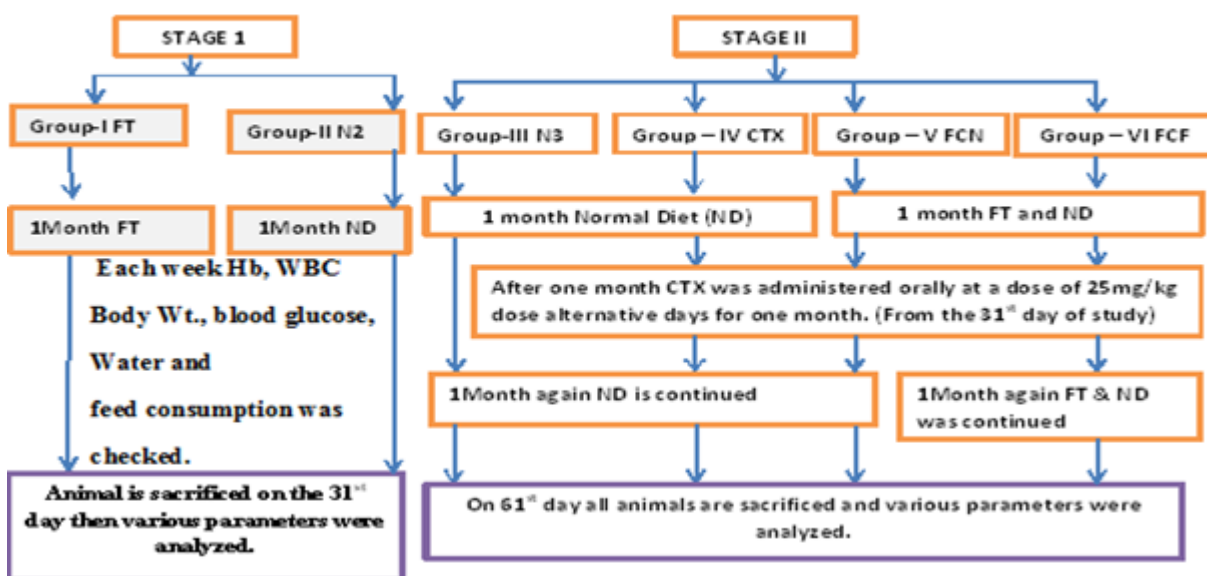 STAGE 1
Group-I FT
Group-II N2
1Month FT
1Month ND
Each week Hb, WBC
Body Wt., blood glucose,
Water and
feed consumption was
checked.
Animal is sacrificed on the 31st
day then various parameters were
analyzed.
STAGE II
Group-III N3
Group – IV CTX
Group – V FCN
Group – VI FCF
1 month Normal Diet (ND)
1 month FT and ND
After one month CTX was administered orally at a dose of 25mg/kg
dose alternative days for one month. (From the 31st day of study)
1Month again ND is continued
1Month again FT & ND
was continued
On 61st day all animals are sacrificed and various parameters were
analyzed.